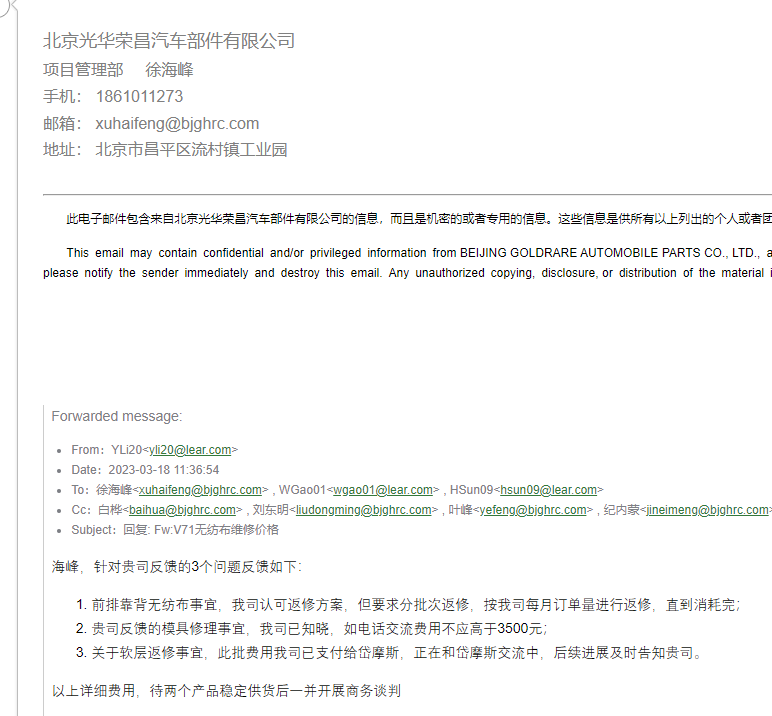 北京光华荣昌汽车部件有限公司
项目管理部 徐海峰
手机： 1861011273
邮箱： xuhaifeng@bjghrc.com
地址： 北京市昌平区流村镇工业园
此电子邮件包含来自北京光华荣昌汽车部件有限公司的信息，而且是机密的或者专用的信息。这些信息是供所有以上列出的个人或者团
This email may contain confidential and/or privileged information from BEIJING GOLDRARE AUTOMOBILE PARTS CO., LTD., a
please notify the sender immediately and destroy this email. Any unauthorized copying, disclosure, or distribution of the material i
Forwarded message:
From：YLi20<yli20@lear.com>
Date：2023-03-18 11:36:54
To：徐海峰<xuhaifeng@bjghrc.com> , WGao01<wgao01@lear.com> , HSun09<hsun09@lear.com>
Cc：白桦<baihua@bjghrc.com> , 刘东明<liudongming@bjghrc.com> , 叶峰<yefeng@bjghrc.com> , 纪内蒙<jineimeng@bjghrc.com>
Subject：回复: Fw:V71无纺布维修价格
海峰，针对贵司反馈的3个问题反馈如下：
1. 前排靠背无纺布事宜，我司认可返修方案，但要求分批次返修，按我司每月订单量进行返修，直到消耗完；
2. 贵司反馈的模具修理事宜，我司已知晓，如电话交流费用不应高于3500元；
3. 关于软层返修事宜，此批费用我司已支付给岱摩斯，正在和岱摩斯交流中，后续进展及时告知贵司。
以上详细费用，待两个产品稳定供货后一并开展商务谈判